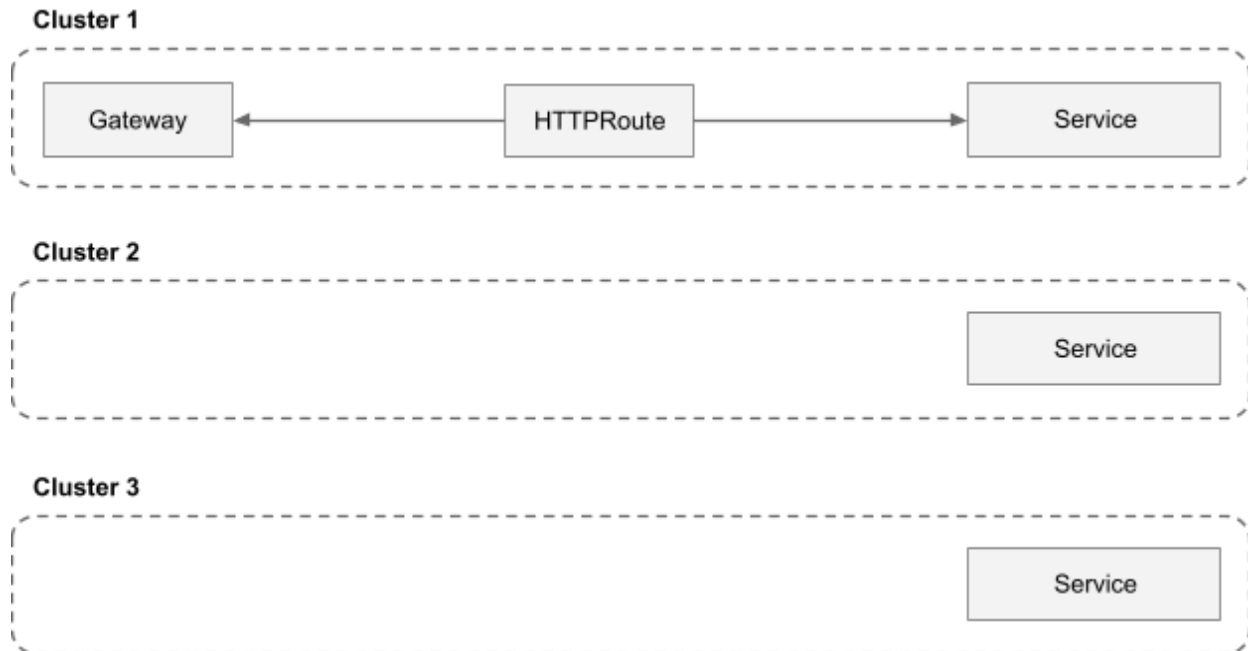 Cluster 1
Gateway
HTTPRoute
Service
Cluster 2
Service
Cluster 3
Service